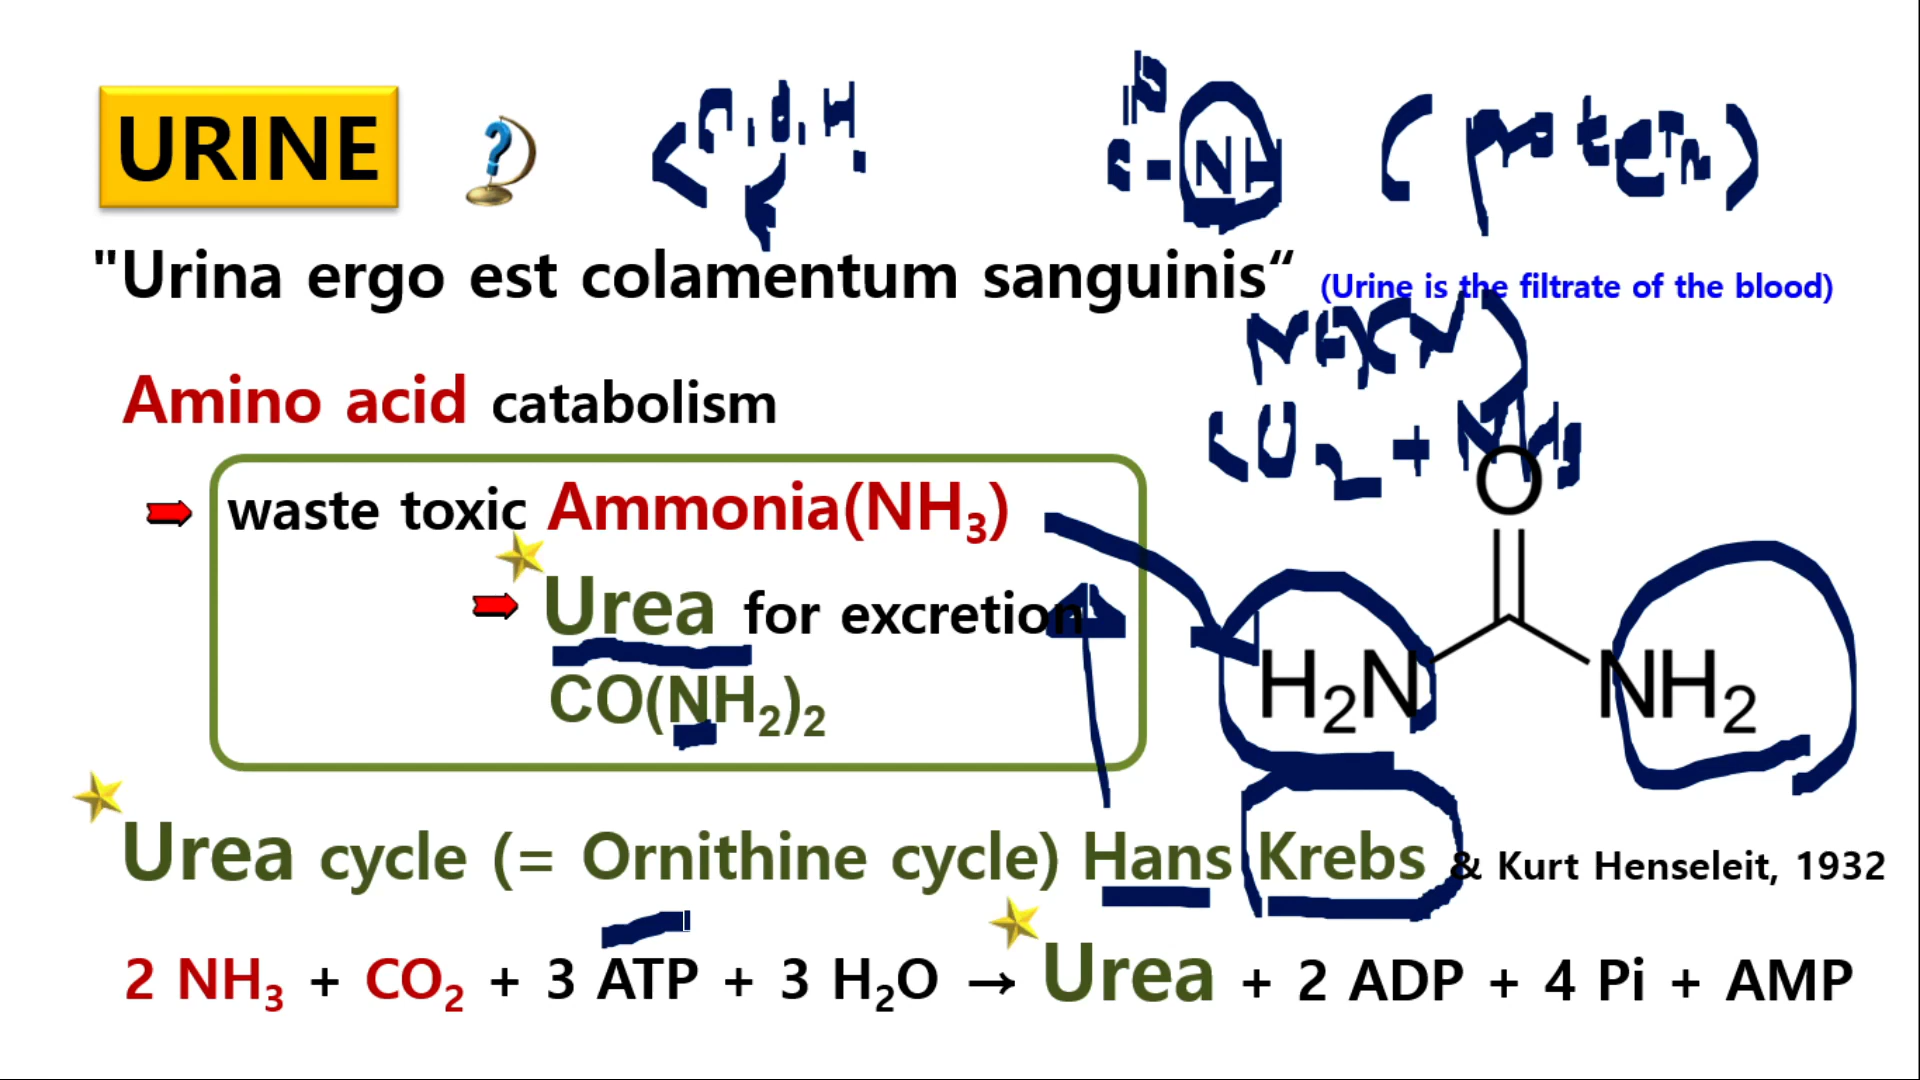 URINE ?
"Urina ergo est colamentum sanguinis“ (Urine is the filtrate of the blood)
Amino acid catabolism
CO2 + NH3
waste toxic Ammonia(NH3)
O
Urea for excretion
H2N NH2
CO(NH2)2
Urea cycle (= Ornithine cycle) Hans Krebs & Kurt Henseleit, 1932
2 NH3 + CO2 + 3 ATP + 3 H2O → Urea + 2 ADP + 4 Pi + AMP